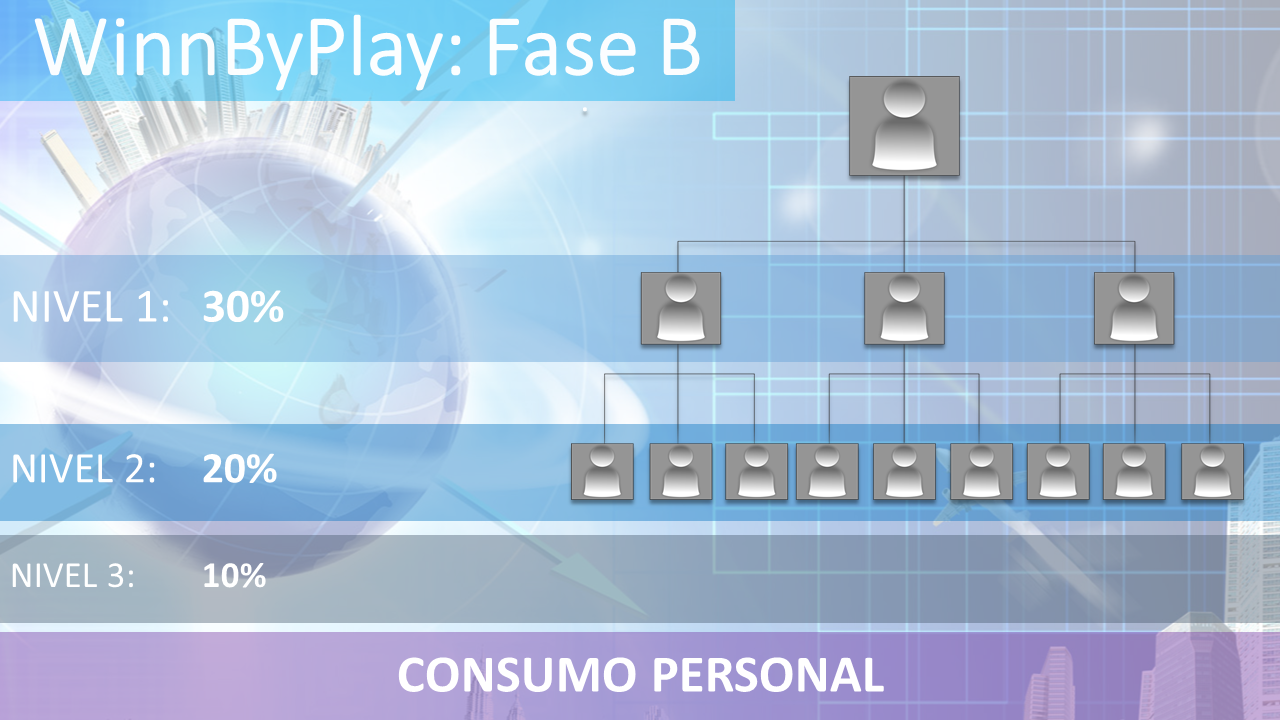 WinnByPlay: Fase B
NIVEL 1: 30%
NIVEL 2: 20%
NIVEL 3: 10%
CONSUMO PERSONAL